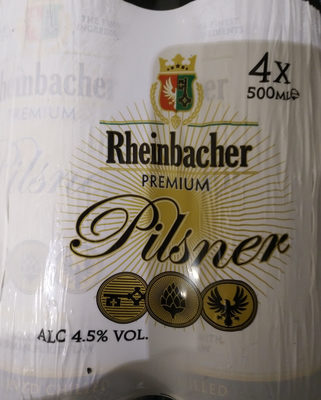 4X
500ML℮
Rheinbacher
PREMIUM
Pilsner
ALC 4.5% VOL.